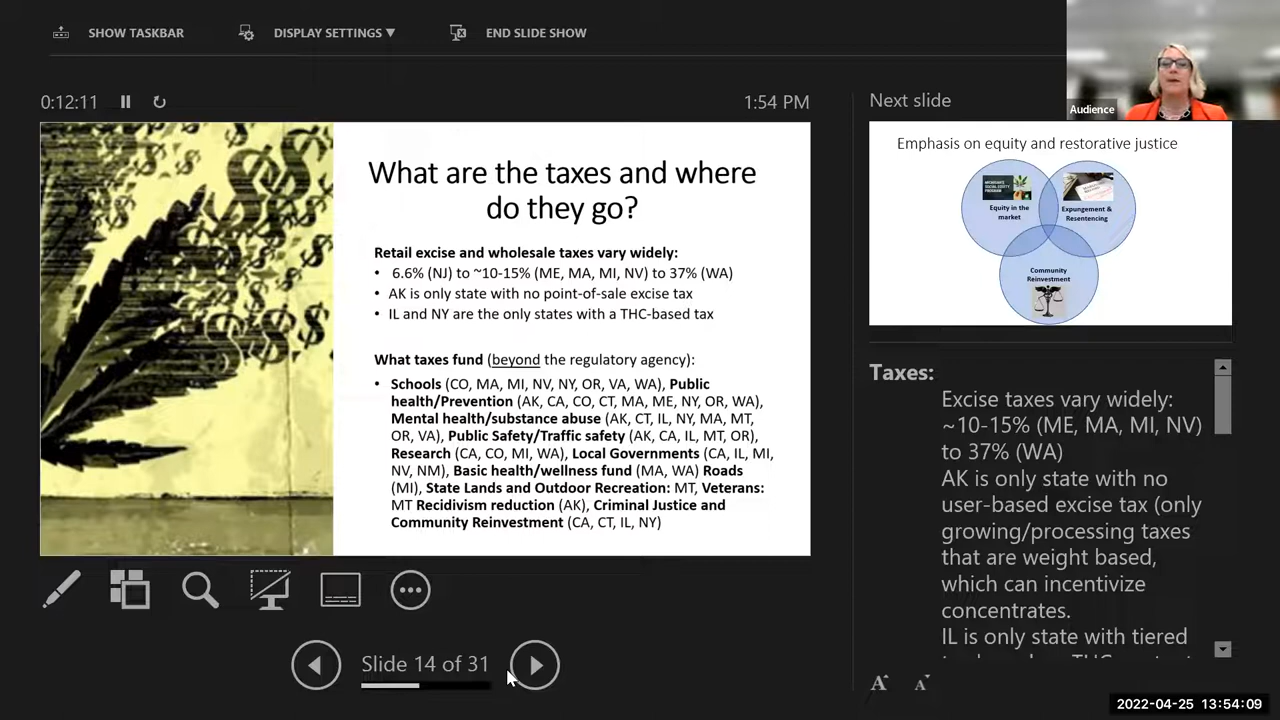 SHOW TASKBAR
DISPLAY SETTINGS ▼
END SLIDE SHOW
0:12:11
1:54 PM
What are the taxes and where
do they go?
Retail excise and wholesale taxes vary widely:
• 6.6% (NJ) to ~10-15% (ME, MA, MI, NV) to 37% (WA)
• AK is only state with no point-of-sale excise tax
• IL and NY are the only states with a THC-based tax
What taxes fund (beyond the regulatory agency):
• Schools (CO, MA, MI, NV, NY, OR, VA, WA), Public
health/Prevention (AK, CA, CO, CT, MA, ME, NY, OR, WA),
Mental health/substance abuse (AK, CT, IL, NY, MA, MT,
OR, VA), Public Safety/Traffic safety (AK, CA, IL, MT, OR),
Research (CA, CO, MI, WA), Local Governments (CA, IL, MI,
NV, NM), Basic health/wellness fund (MA, WA) Roads
(MI), State Lands and Outdoor Recreation: MT, Veterans:
MT Recidivism reduction (AK), Criminal Justice and
Community Reinvestment (CA, CT, IL, NY)
Slide 14 of 31
Audience
Next slide
Emphasis on equity and restorative justice
Equity in the
market
Expungement &
Resentencing
Community
Reinvestment
Taxes:
Excise taxes vary widely:
~10-15% (ME, MA, MI, NV)
to 37% (WA)
AK is only state with no
user-based excise tax (only
growing/processing taxes
that are weight based,
which can incentivize
concentrates.
IL is only state with tiered
A A
2022-04-25 13:54:09